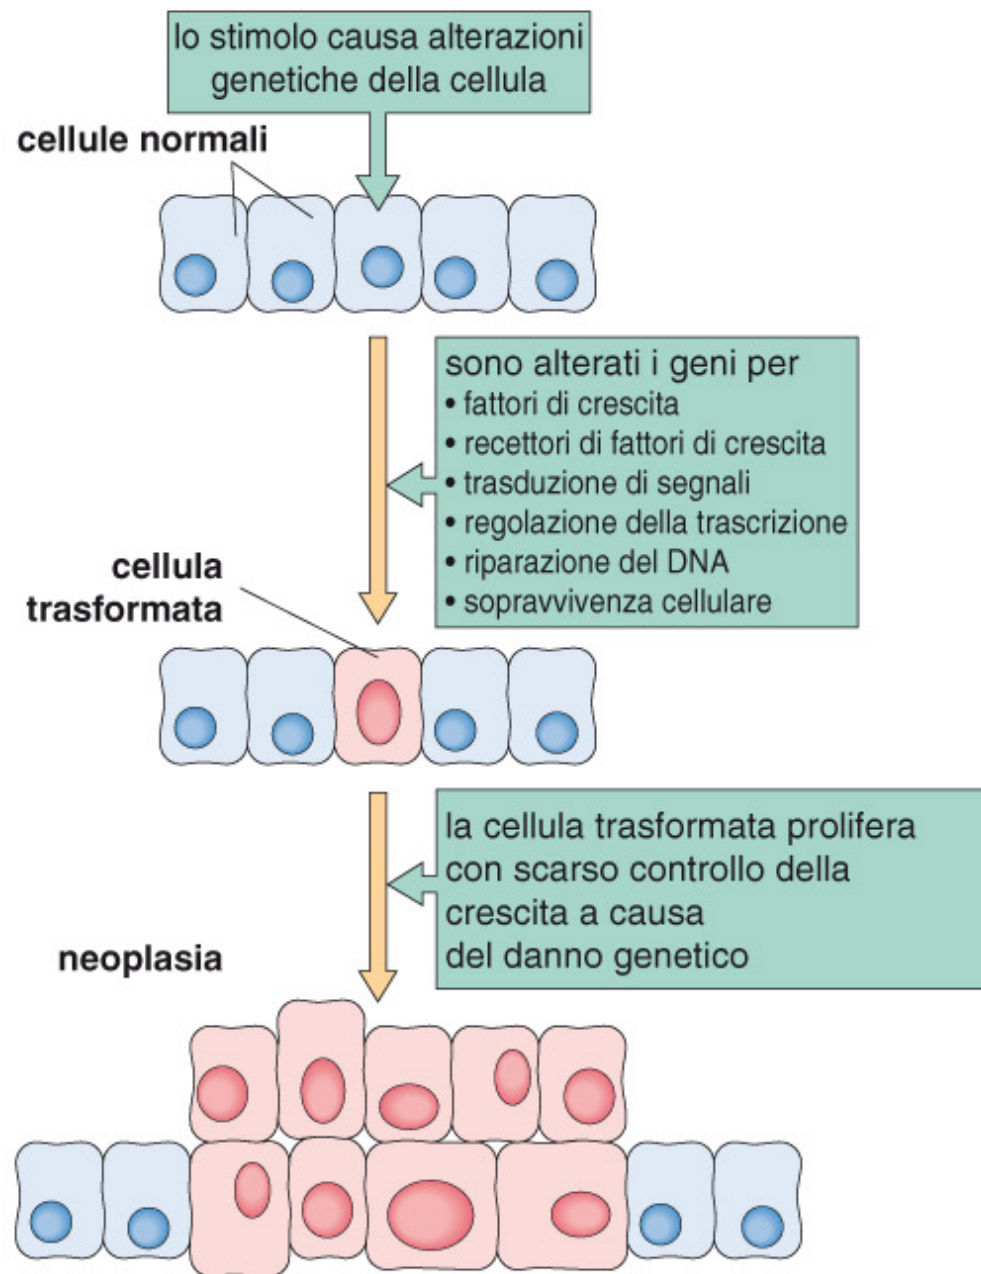 lo stimolo causa alterazioni
genetiche della cellula
cellule normali
sono alterati i geni per
• fattori di crescita
• recettori di fattori di crescita
• trasduzione di segnali
• regolazione della trascrizione
• riparazione del DNA
• sopravvivenza cellulare
cellula
trasformata
la cellula trasformata prolifera
con scarso controllo della
crescita a causa
del danno genetico
neoplasia